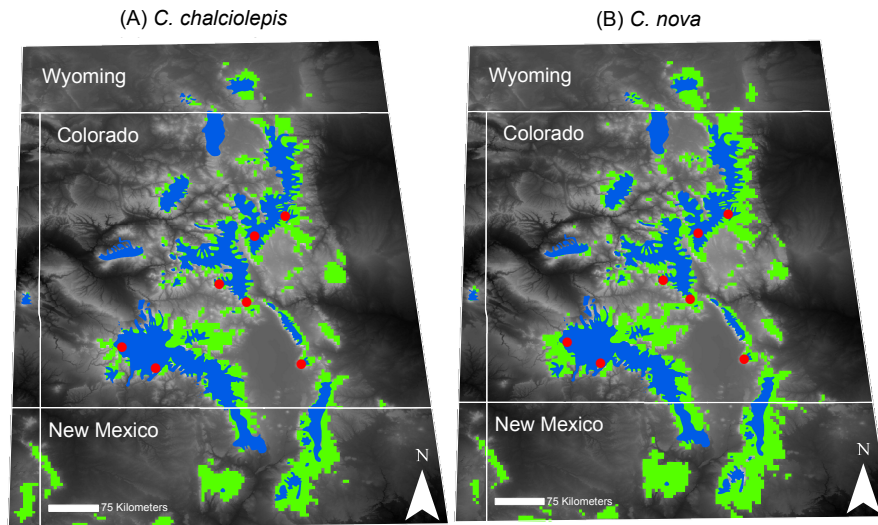 (A) C. chalciolepis
(B) C. nova
Wyoming
Colorado
New Mexico
N
75 Kilometers
Wyoming
Colorado
New Mexico
N
75 Kilometers